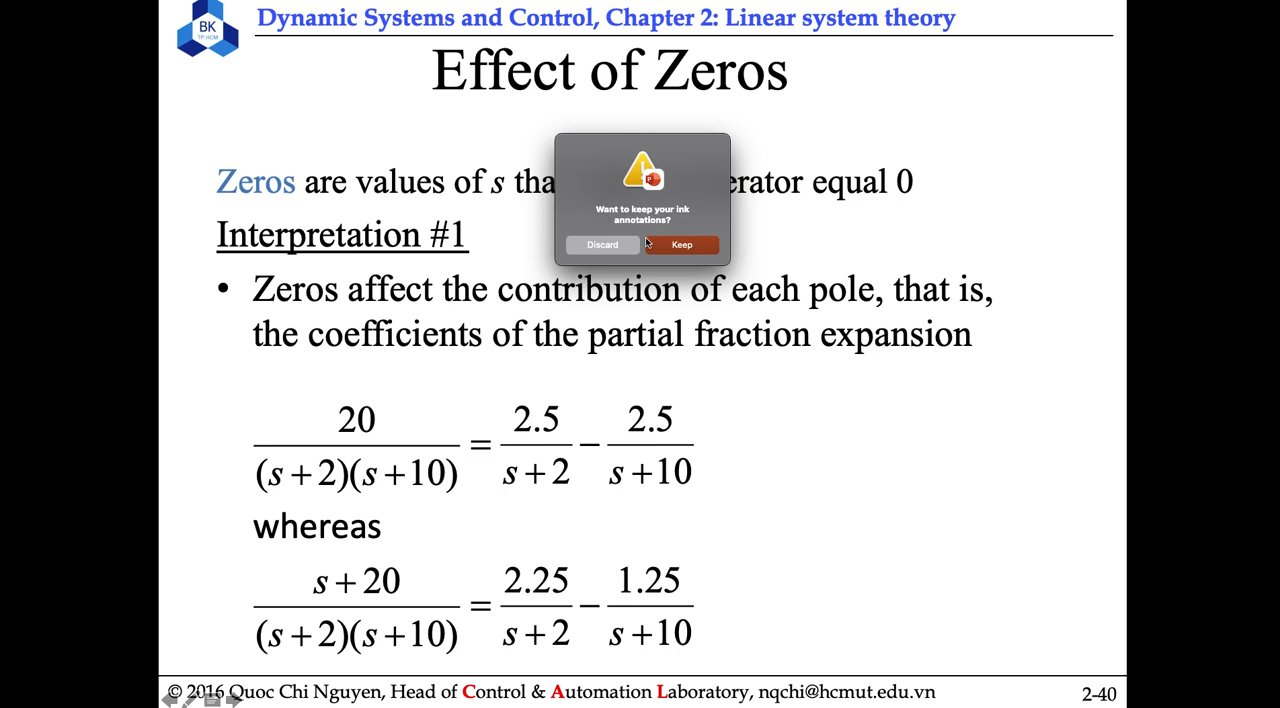 BK
TP.HCM
Dynamic Systems and Control, Chapter 2: Linear system theory
Effect of Zeros
Zeros are values of s tha erator equal 0
Want to keep your ink
annotations?
Discard Keep
Interpretation #1
• Zeros affect the contribution of each pole, that is,
the coefficients of the partial fraction expansion
20 2.5 2.5
= −
(s+2)(s+10) s+2 s+10
whereas
s+20 2.25 1.25
= −
(s+2)(s+10) s+2 s+10
© 2016 Quoc Chi Nguyen, Head of Control & Automation Laboratory, nqchi@hcmut.edu.vn 2-40